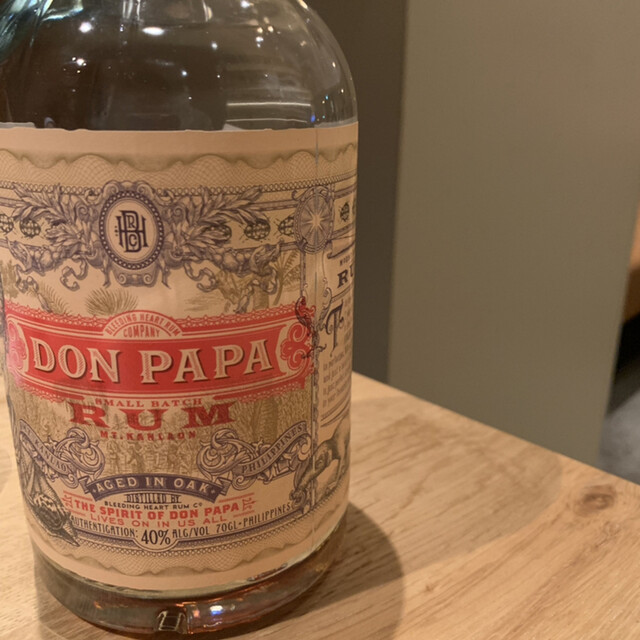 BLEEDING HEART RUM
COMPANY
DON PAPA
SMALL BATCH
RUM
MT. KANLAON
PHILIPPINES
AGED IN OAK
DISTILLED BY
BLEEDING HEART RUM Cº
THE SPIRIT OF DON PAPA
LIVES ON IN US ALL
AUTHENTICATION: 40% ALC/VOL 70CL-PHILIPPINES